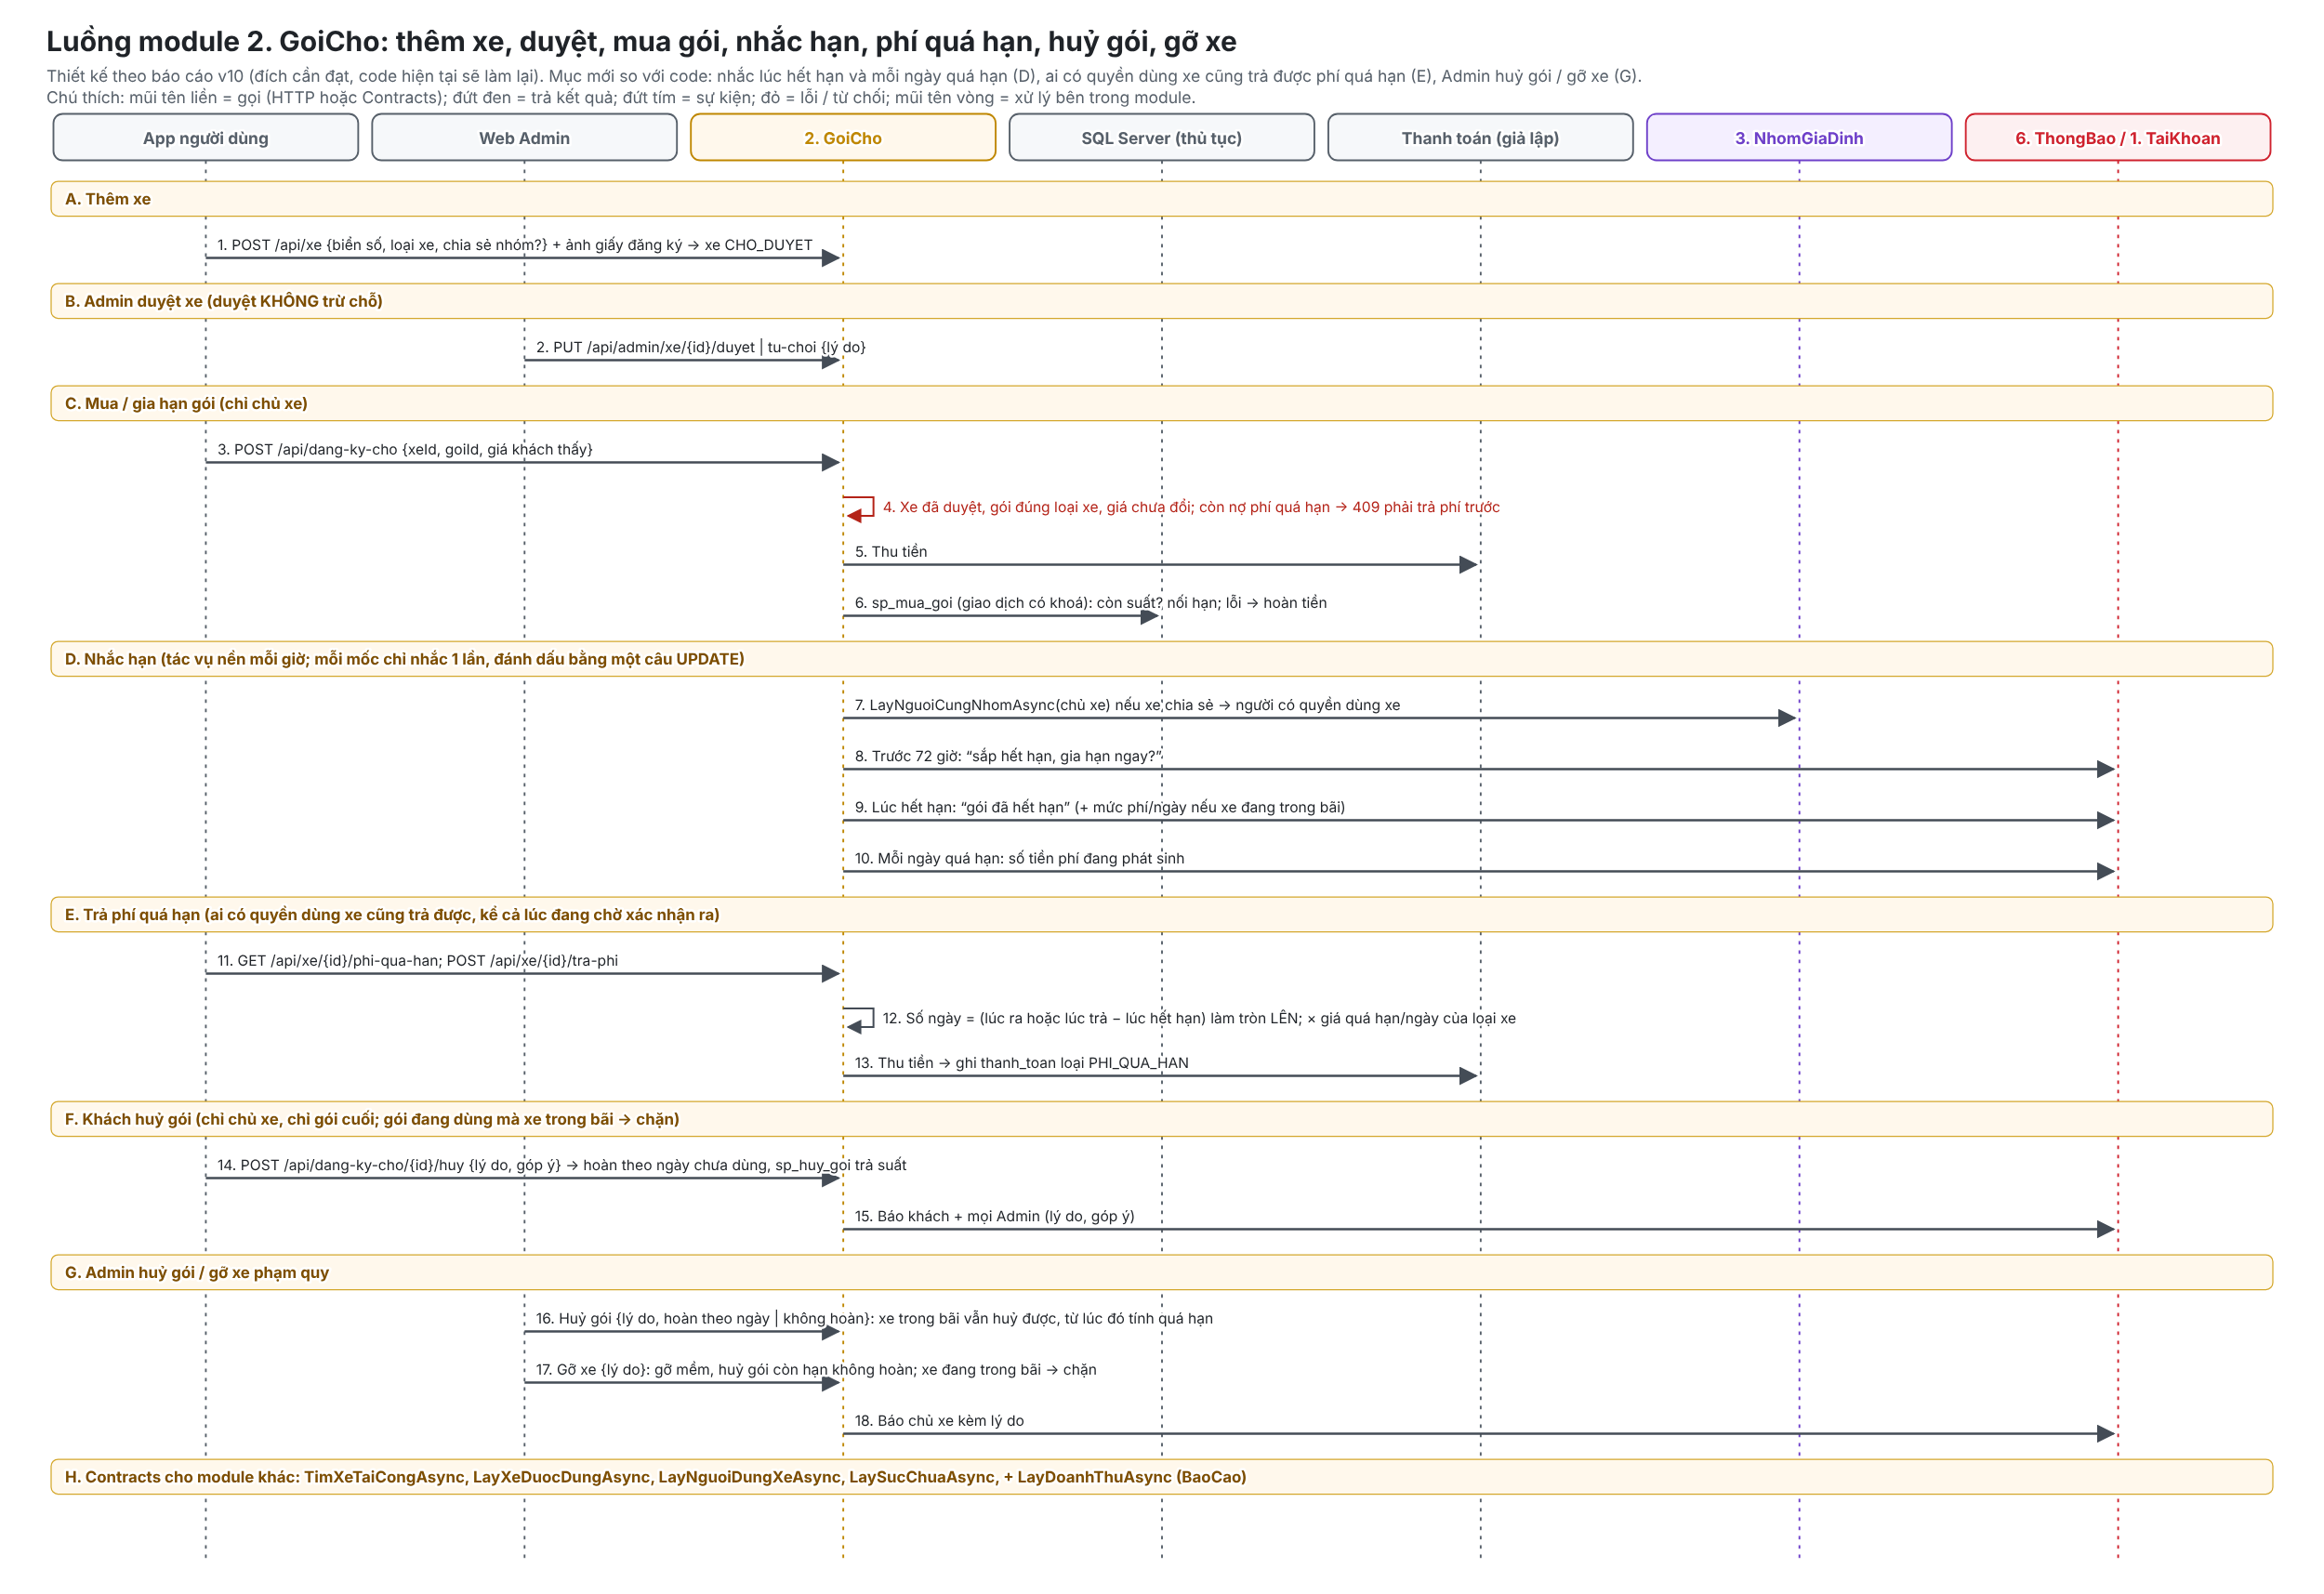 Luồng module 2. GoiCho: thêm xe, duyệt, mua gói, nhắc hạn, phí quá hạn, huỷ gói, gỡ xe
Thiết kế theo báo cáo v10 (đích cần đạt, code hiện tại sẽ làm lại). Mục mới so với code: nhắc lúc hết hạn và mỗi ngày quá hạn (D), ai có quyền dùng xe cũng trả được phí quá hạn (E), Admin huỷ gói / gỡ xe (G).
Chú thích: mũi tên liền = gọi (HTTP hoặc Contracts); đứt đen = trả kết quả; đứt tím = sự kiện; đỏ = lỗi / từ chối; mũi tên vòng = xử lý bên trong module.
App người dùng
Web Admin
2. GoiCho
SQL Server (thủ tục)
Thanh toán (giả lập)
3. NhomGiaDinh
6. ThongBao / 1. TaiKhoan
A. Thêm xe
1. POST /api/xe {biển số, loại xe, chia sẻ nhóm?} + ảnh giấy đăng ký → xe CHO_DUYET
B. Admin duyệt xe (duyệt KHÔNG trừ chỗ)
2. PUT /api/admin/xe/{id}/duyet | tu-choi {lý do}
C. Mua / gia hạn gói (chỉ chủ xe)
3. POST /api/dang-ky-cho {xeId, goiId, giá khách thấy}
4. Xe đã duyệt, gói đúng loại xe, giá chưa đổi; còn nợ phí quá hạn → 409 phải trả phí trước
5. Thu tiền
6. sp_mua_goi (giao dịch có khoá): còn suất? nối hạn; lỗi → hoàn tiền
D. Nhắc hạn (tác vụ nền mỗi giờ; mỗi mốc chỉ nhắc 1 lần, đánh dấu bằng một câu UPDATE)
7. LayNguoiCungNhomAsync(chủ xe) nếu xe chia sẻ → người có quyền dùng xe
8. Trước 72 giờ: “sắp hết hạn, gia hạn ngay?”
9. Lúc hết hạn: “gói đã hết hạn” (+ mức phí/ngày nếu xe đang trong bãi)
10. Mỗi ngày quá hạn: số tiền phí đang phát sinh
E. Trả phí quá hạn (ai có quyền dùng xe cũng trả được, kể cả lúc đang chờ xác nhận ra)
11. GET /api/xe/{id}/phi-qua-han; POST /api/xe/{id}/tra-phi
12. Số ngày = (lúc ra hoặc lúc trả − lúc hết hạn) làm tròn LÊN; × giá quá hạn/ngày của loại xe
13. Thu tiền → ghi thanh_toan loại PHI_QUA_HAN
F. Khách huỷ gói (chỉ chủ xe, chỉ gói cuối; gói đang dùng mà xe trong bãi → chặn)
14. POST /api/dang-ky-cho/{id}/huy {lý do, góp ý} → hoàn theo ngày chưa dùng, sp_huy_goi trả suất
15. Báo khách + mọi Admin (lý do, góp ý)
G. Admin huỷ gói / gỡ xe phạm quy
16. Huỷ gói {lý do, hoàn theo ngày | không hoàn}: xe trong bãi vẫn huỷ được, từ lúc đó tính quá hạn
17. Gỡ xe {lý do}: gỡ mềm, huỷ gói còn hạn không hoàn; xe đang trong bãi → chặn
18. Báo chủ xe kèm lý do
H. Contracts cho module khác: TimXeTaiCongAsync, LayXeDuocDungAsync, LayNguoiDungXeAsync, LaySucChuaAsync, + LayDoanhThuAsync (BaoCao)